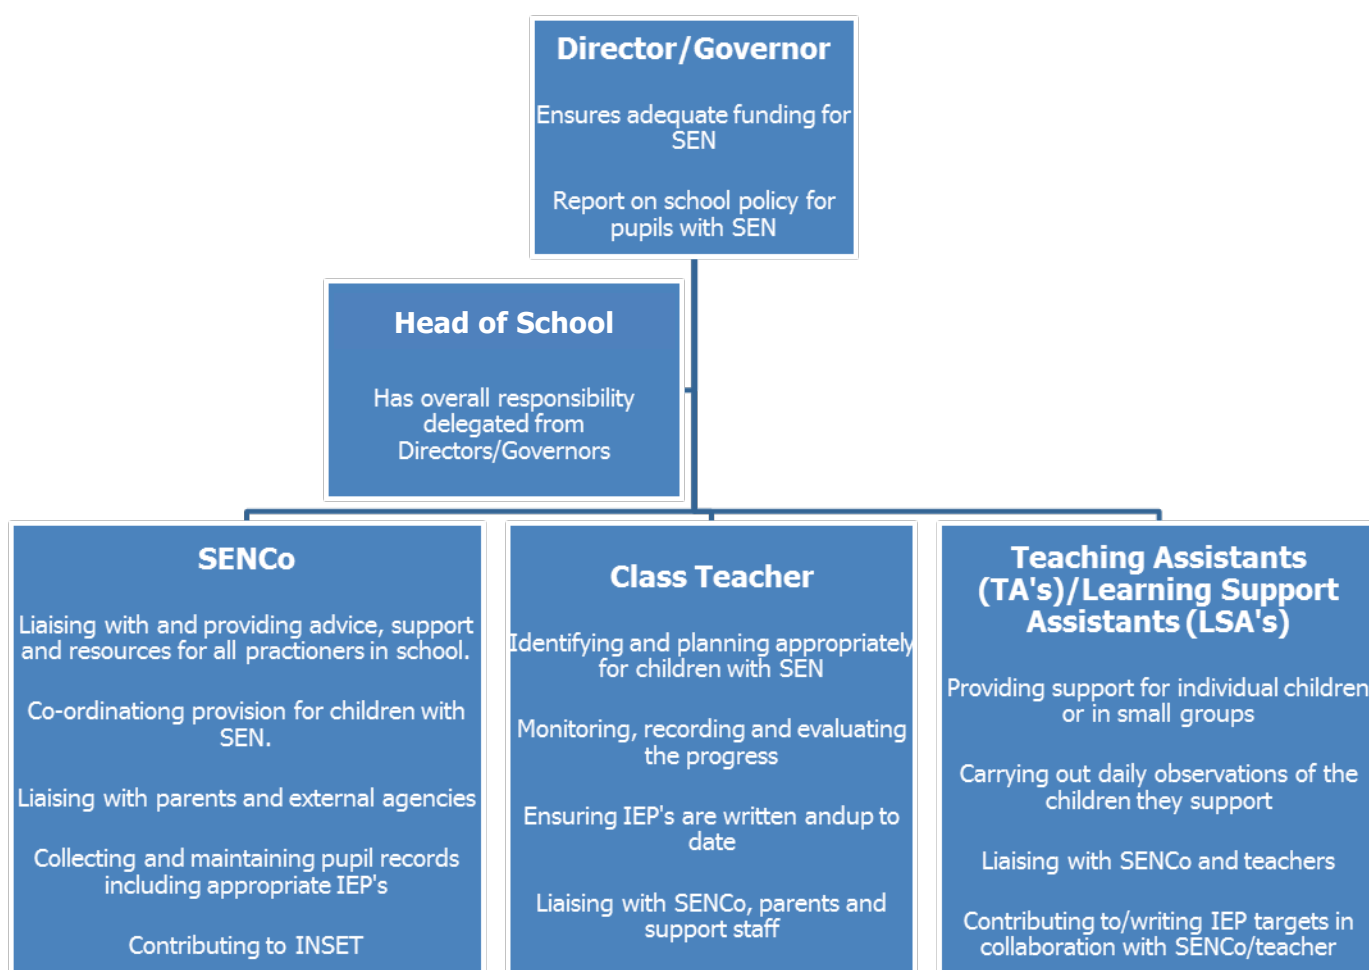 Director/Governor
Ensures adequate funding for
SEN
Report on school policy for
pupils with SEN
Head of School
Has overall responsibility
delegated from
Directors/Governors
SENCo
Liaising with and providing advice, support
and resources for all practioners in school.
Co-ordinationg provision for children with
SEN.
Liaising with parents and external agencies
Collecting and maintaining pupil records
including appropriate IEP's
Contributing to INSET
Class Teacher
Identifying and planning appropriately
for children with SEN
Monitoring, recording and evaluating
the progress
Ensuring IEP's are written andup to
date
Liaising with SENCo, parents and
support staff
Teaching Assistants
(TA's)/Learning Support
Assistants (LSA's)
Providing support for individual children
or in small groups
Carrying out daily observations of the
children they support
Liaising with SENCo and teachers
Contributing to/writing IEP targets in
collaboration with SENCo/teacher